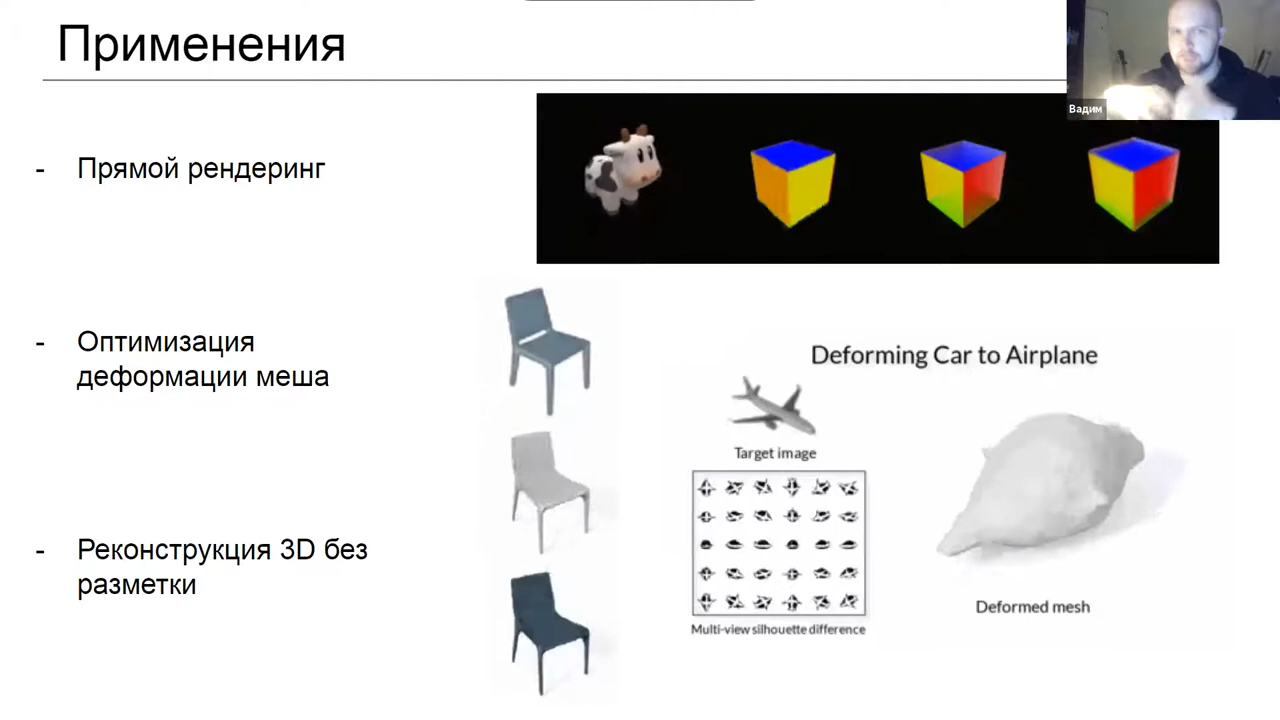 Применения
Вадим
- Прямой рендеринг
- Оптимизация
деформации меша
- Реконструкция 3D без
разметки
Deforming Car to Airplane
Target image
Multi-view silhouette difference
Deformed mesh